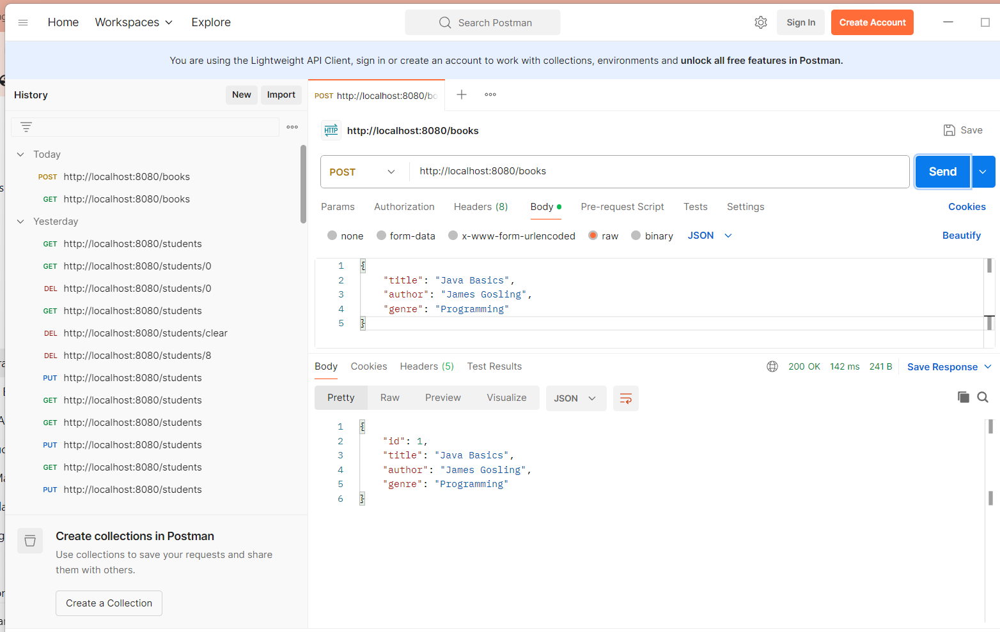 Home
Workspaces
Explore
Search Postman
Sign In
Create Account
You are using the Lightweight API Client, sign in or create an account to work with collections, environments and unlock all free features in Postman.
History
New
Import
Today
POST http://localhost:8080/books
GET http://localhost:8080/books
Yesterday
GET http://localhost:8080/students
GET http://localhost:8080/students/0
DEL http://localhost:8080/students/0
GET http://localhost:8080/students
DEL http://localhost:8080/students/clear
DEL http://localhost:8080/students/8
PUT http://localhost:8080/students
GET http://localhost:8080/students
GET http://localhost:8080/students
PUT http://localhost:8080/students
GET http://localhost:8080/students
PUT http://localhost:8080/students
Create collections in Postman
Use collections to save your requests and share
them with others.
Create a Collection
POST http://localhost:8080/bo
HTTP
http://localhost:8080/books
Save
POST
http://localhost:8080/books
Send
Params
Authorization
Headers (8)
Body
Pre-request Script
Tests
Settings
Cookies
none
form-data
x-www-form-urlencoded
raw
binary
JSON
Beautify
1 {
2 "title": "Java Basics",
3 "author": "James Gosling",
4 "genre": "Programming"
5 }
Body
Cookies
Headers (5)
Test Results
200 OK
142 ms
241 B
Save Response
Pretty
Raw
Preview
Visualize
JSON
1 {
2 "id": 1,
3 "title": "Java Basics",
4 "author": "James Gosling",
5 "genre": "Programming"
6 }